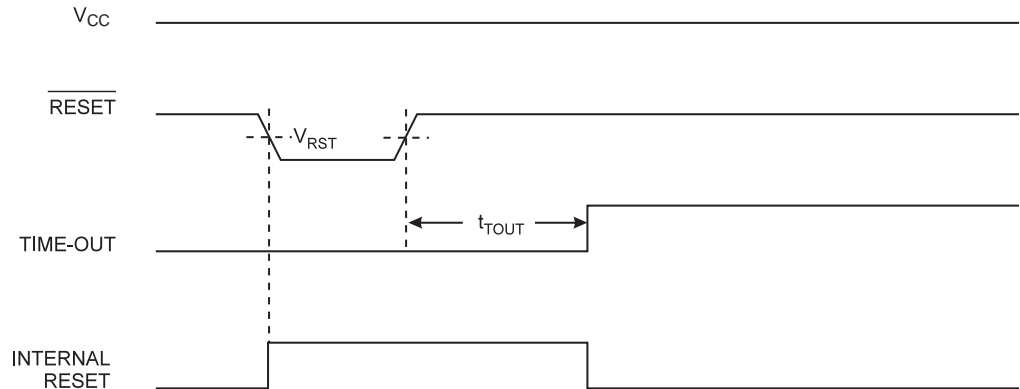 VCC
RESET
VRST
tTOUT
TIME-OUT
INTERNAL
RESET